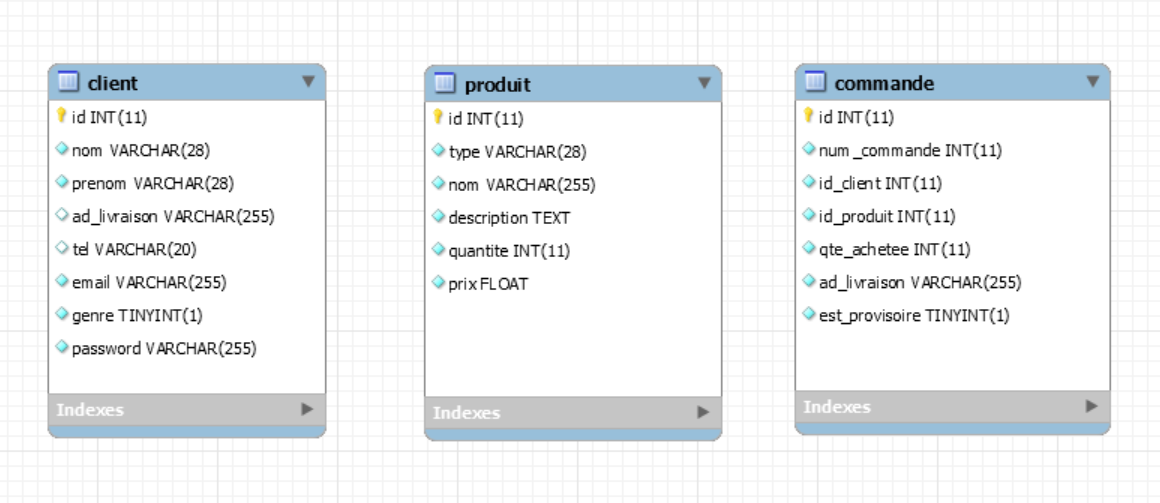 client
id INT(11)
nom VARCHAR(28)
prenom VARCHAR(28)
ad_livraison VARCHAR(255)
tel VARCHAR(20)
email VARCHAR(255)
genre TINYINT(1)
password VARCHAR(255)
Indexes
produit
id INT(11)
type VARCHAR(28)
nom VARCHAR(255)
description TEXT
quantite INT(11)
prix FLOAT
Indexes
commande
id INT(11)
num_commande INT(11)
id_client INT(11)
id_produit INT(11)
qte_achetee INT(11)
ad_livraison VARCHAR(255)
est_provisoire TINYINT(1)
Indexes